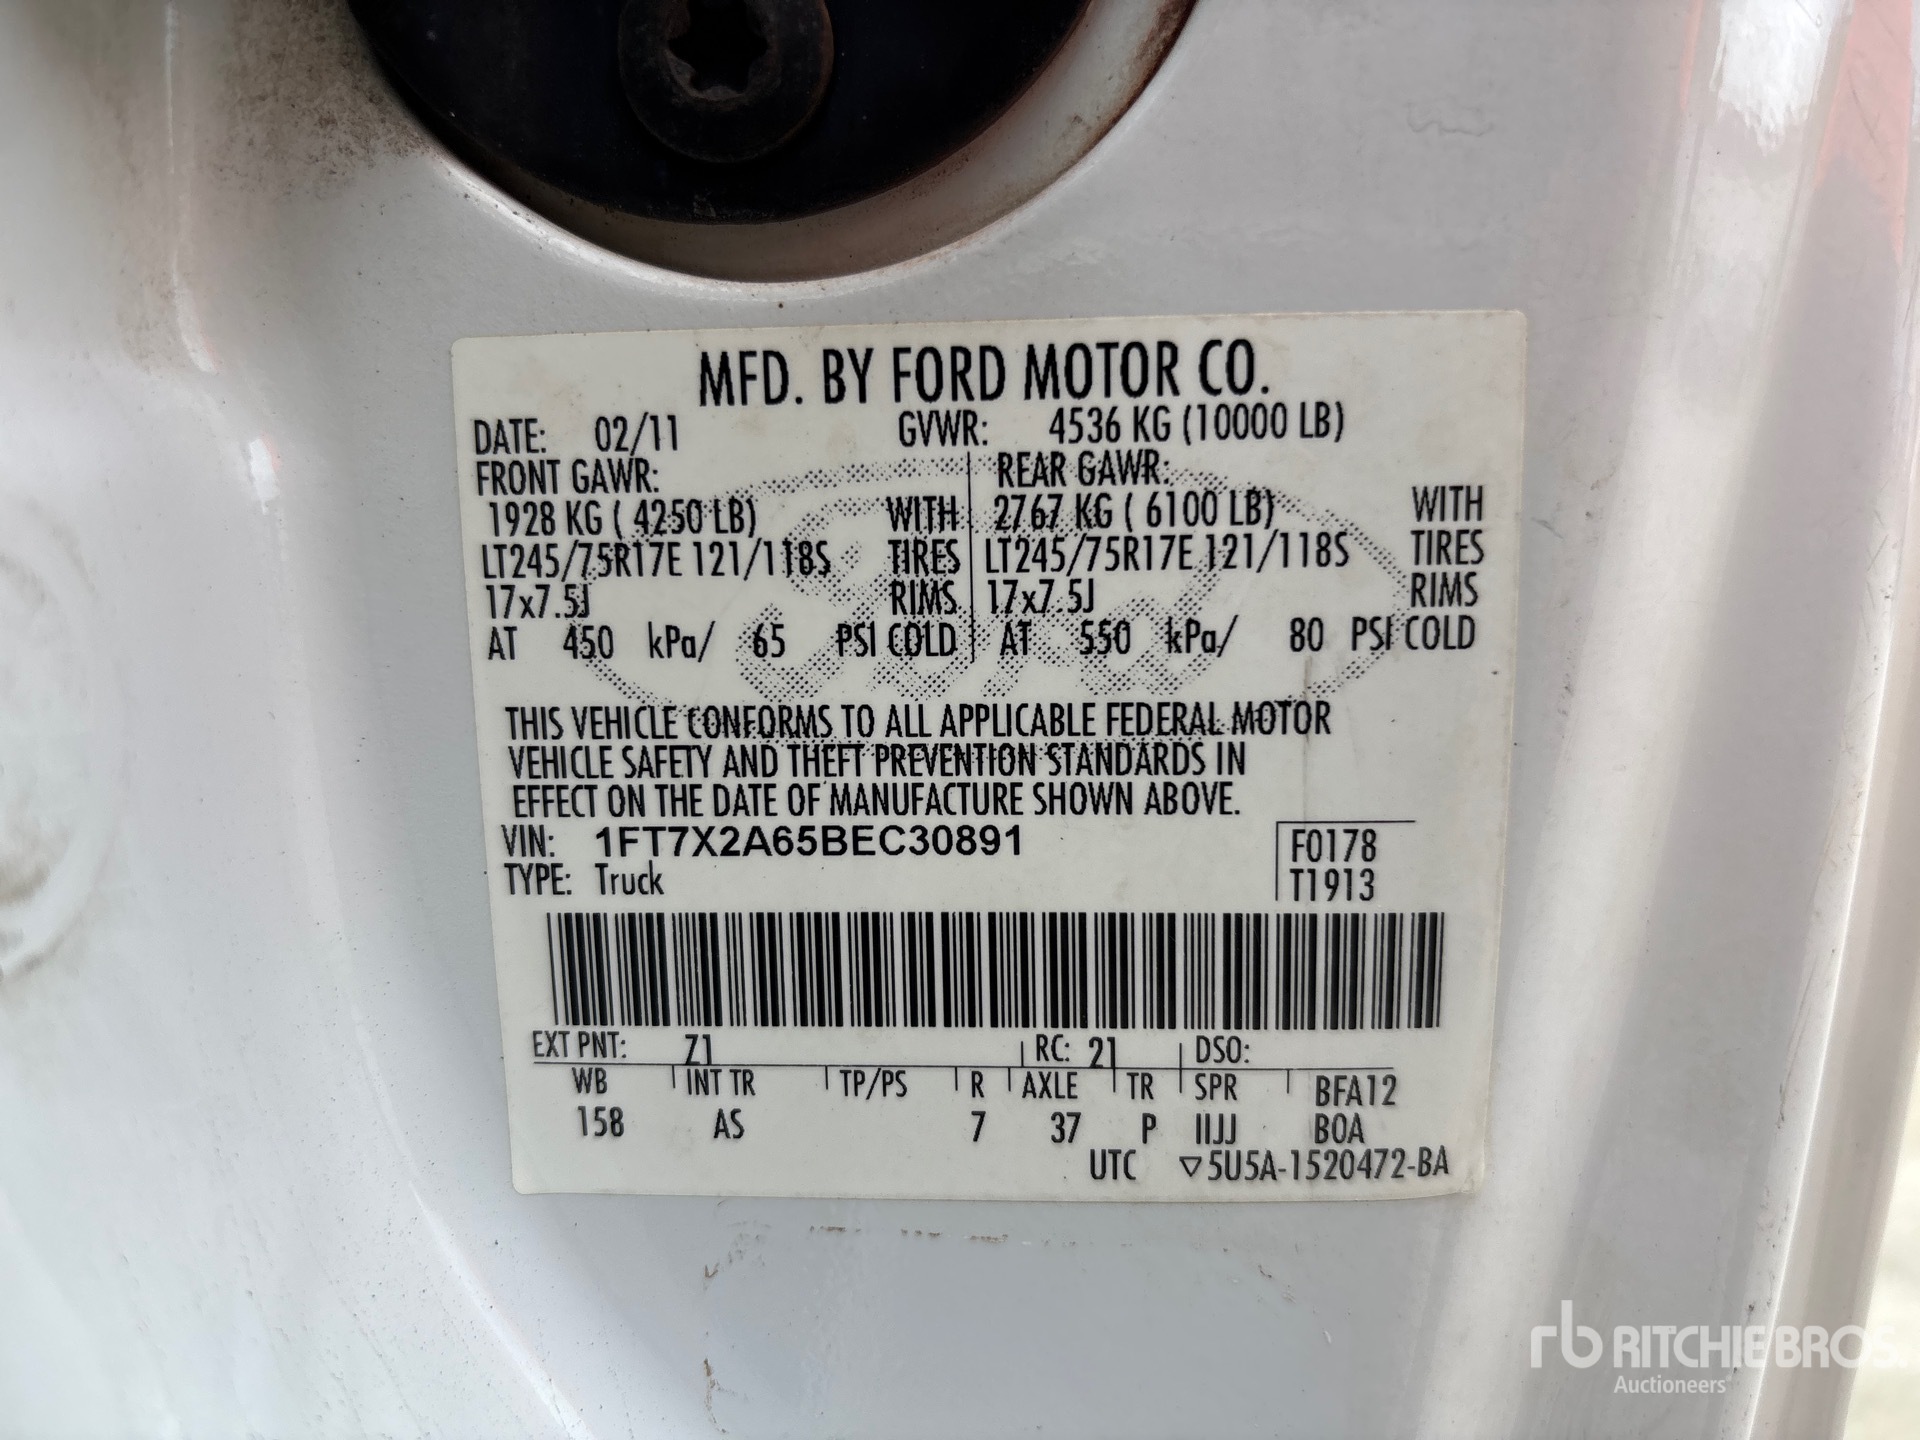 MFD. BY FORD MOTOR CO.
DATE: 02/11 GVWR: 4536 KG (10000 LB)
FRONT GAWR: REAR GAWR:
1928 KG ( 4250 LB) WITH 2767 KG ( 6100 LB) WITH
LT245/75R17E 121/118S TIRES LT245/75R17E 121/118S TIRES
17x7.5J RIMS 17x7.5J RIMS
AT 450 kPa/ 65 PSI COLD AT 550 kPa/ 80 PSI COLD
THIS VEHICLE CONFORMS TO ALL APPLICABLE FEDERAL MOTOR
VEHICLE SAFETY AND THEFT PREVENTION STANDARDS IN
EFFECT ON THE DATE OF MANUFACTURE SHOWN ABOVE.
VIN: 1FT7X2A65BEC30891 F0178
TYPE: Truck T1913
EXT PNT: Z1 RC: 21 DSO:
WB INT TR TP/PS R AXLE TR SPR BFA12
158 AS 7 37 P IIJJ BOA
UTC ▽5U5A-1520472-BA
rb RITCHIE BROS.
Auctioneers